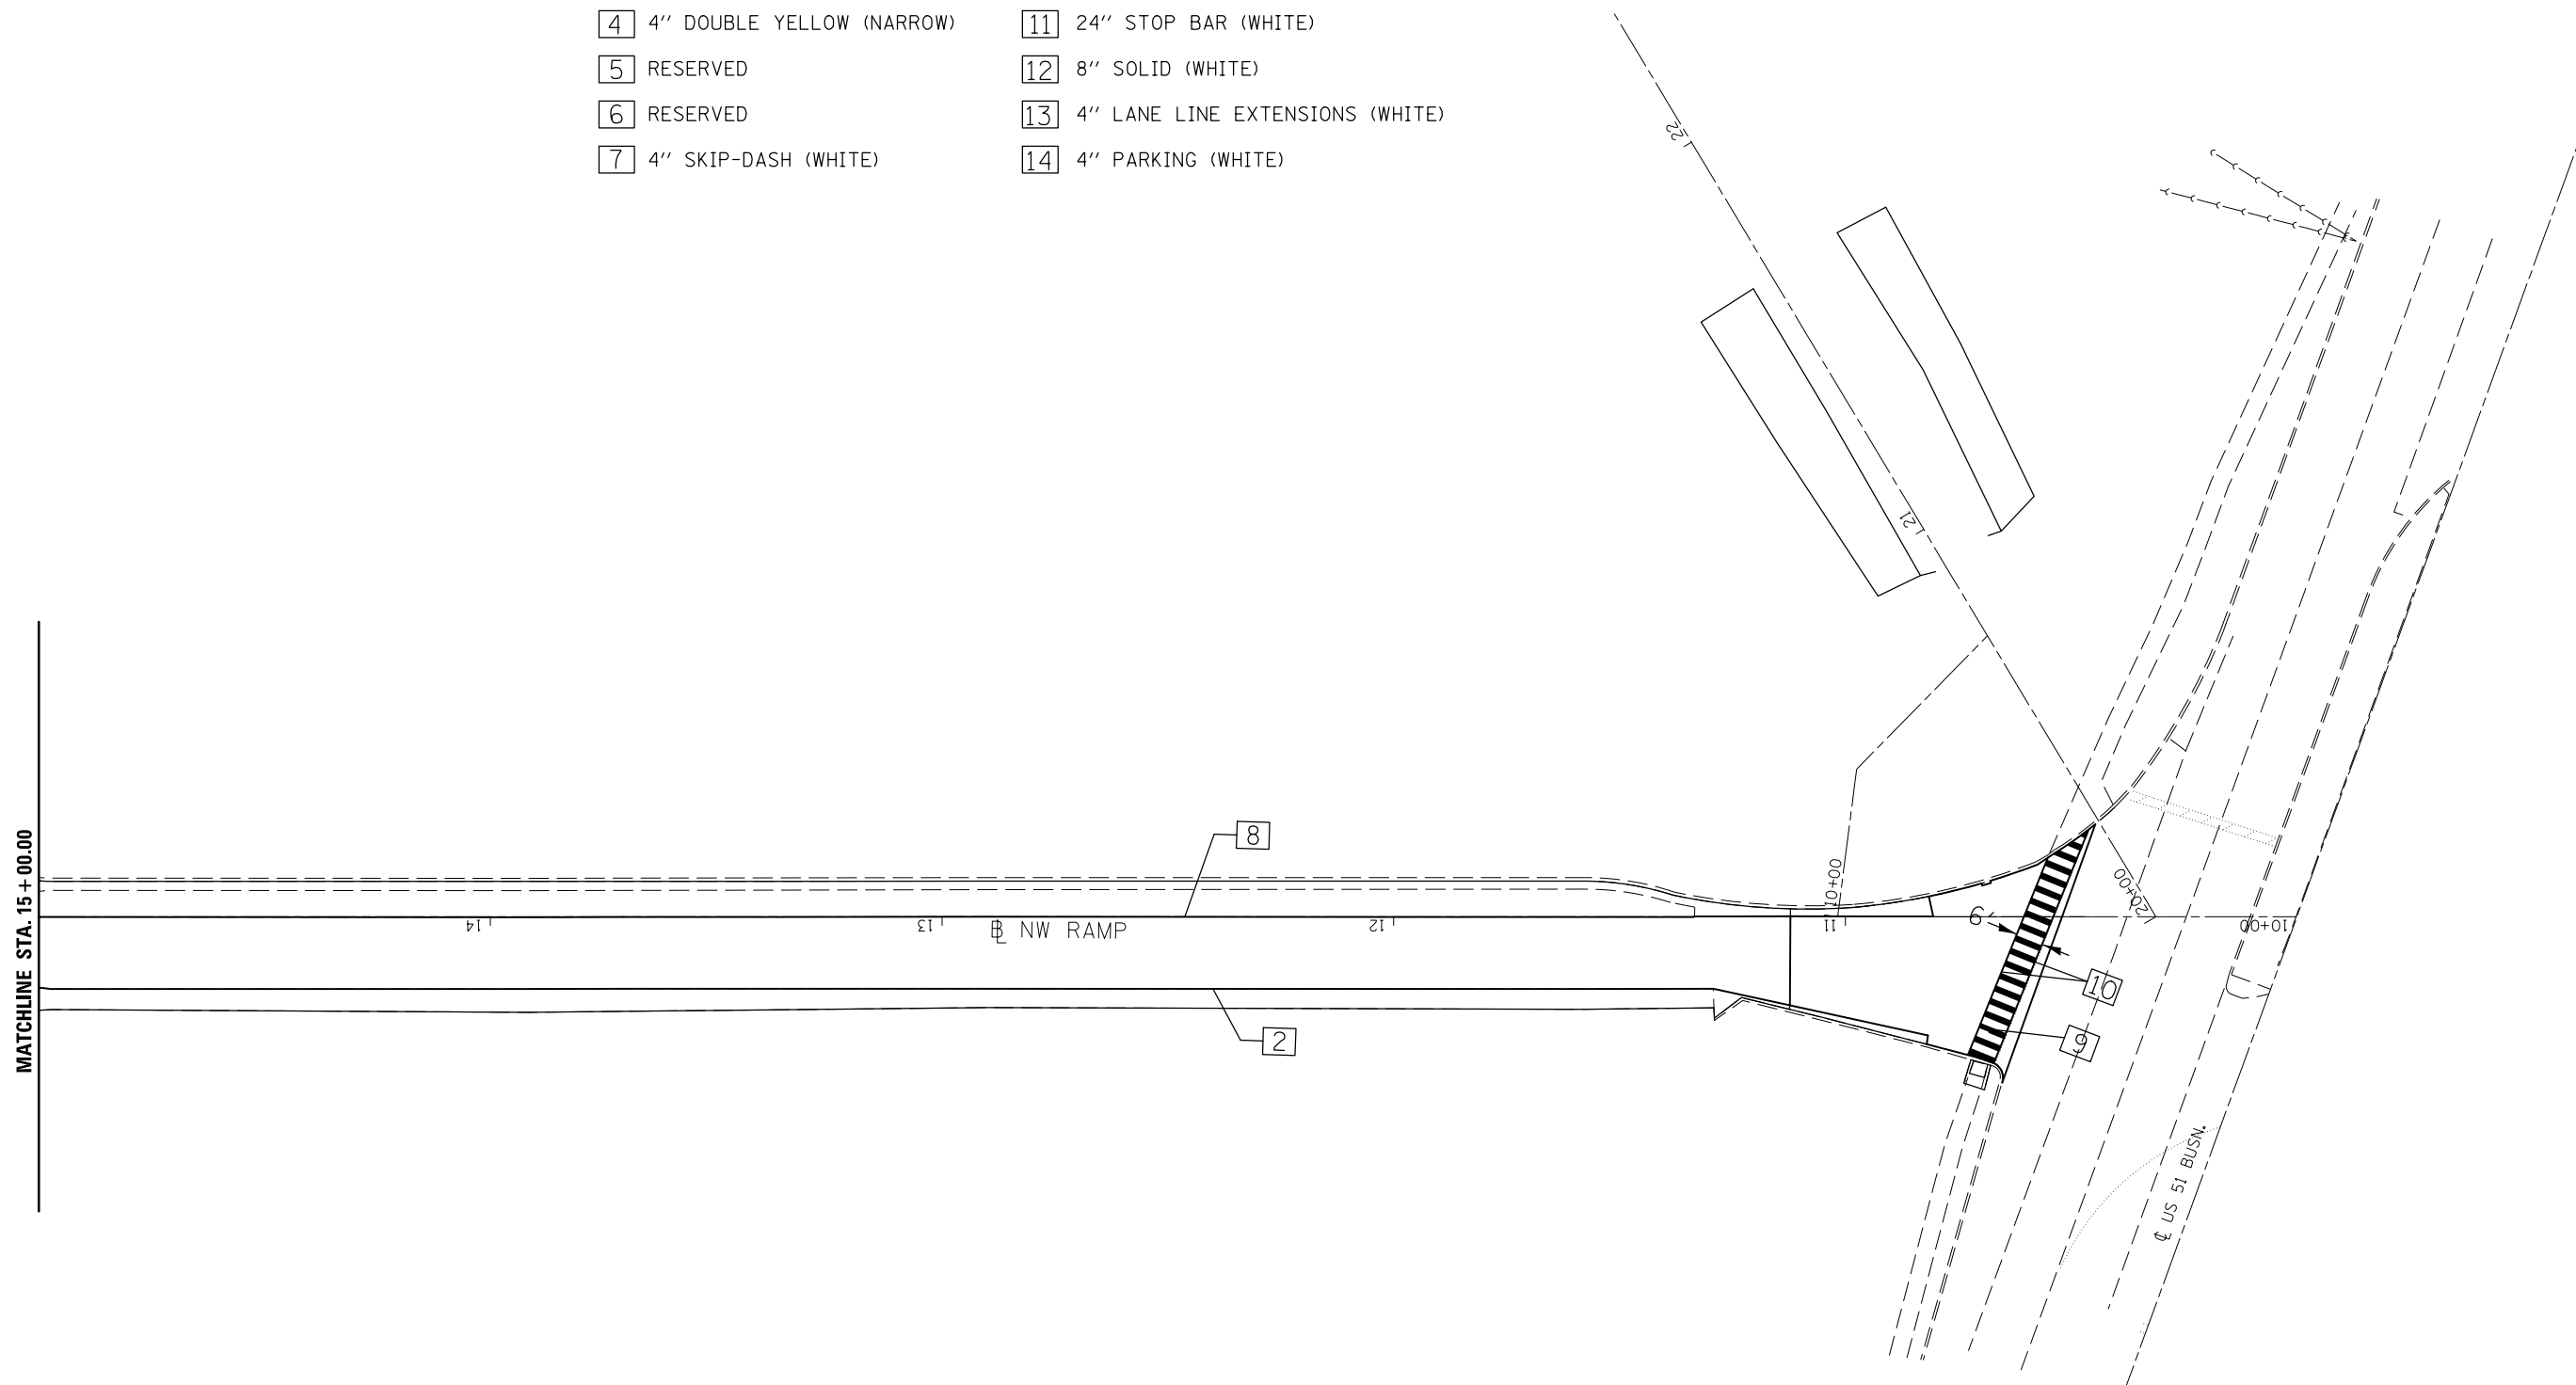 4 4'' DOUBLE YELLOW (NARROW)
11 24'' STOP BAR (WHITE)
5 RESERVED
12 8'' SOLID (WHITE)
6 RESERVED
13 4'' LANE LINE EXTENSIONS (WHITE)
7 4'' SKIP-DASH (WHITE)
14 4'' PARKING (WHITE)
22
21
MATCHLINE STA. 15+00.00
8
10+00
20+00
14
13
℄ NW RAMP
12
11
6'
10+00
10
9
2
℄ US 51 BUSN.